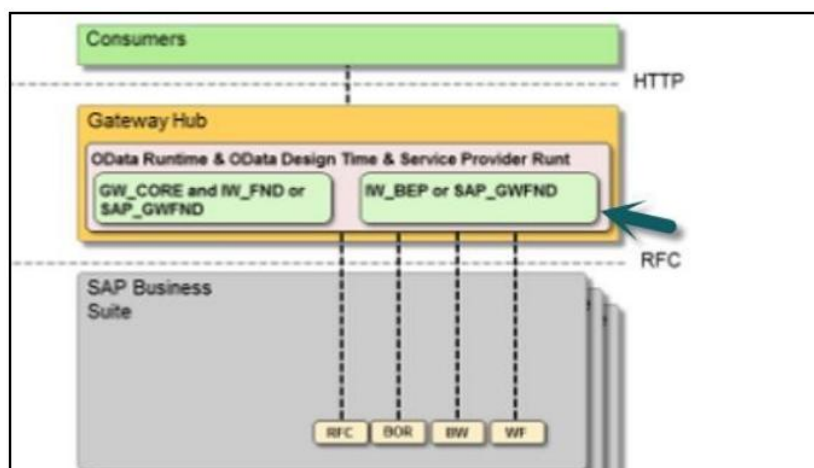 Consumers
HTTP
Gateway Hub
OData Runtime & OData Design Time & Service Provider Runt
GW_CORE and IW_FND or
SAP_GWFND
IW_BEP or SAP_GWFND
RFC
SAP Business
Suite
RFC
BOR
BW
WF